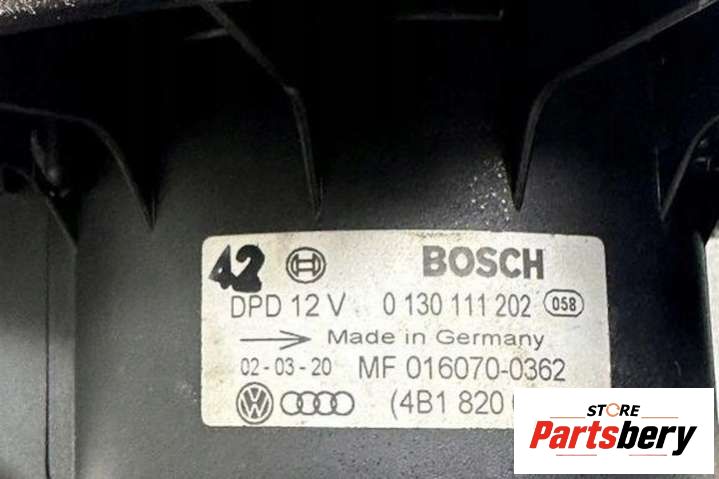 42 BOSCH
DPD 12 V 0 130 111 202 058
Made in Germany
02-03-20 MF 016070-0362
(4B1 820
STORE
Partsbery